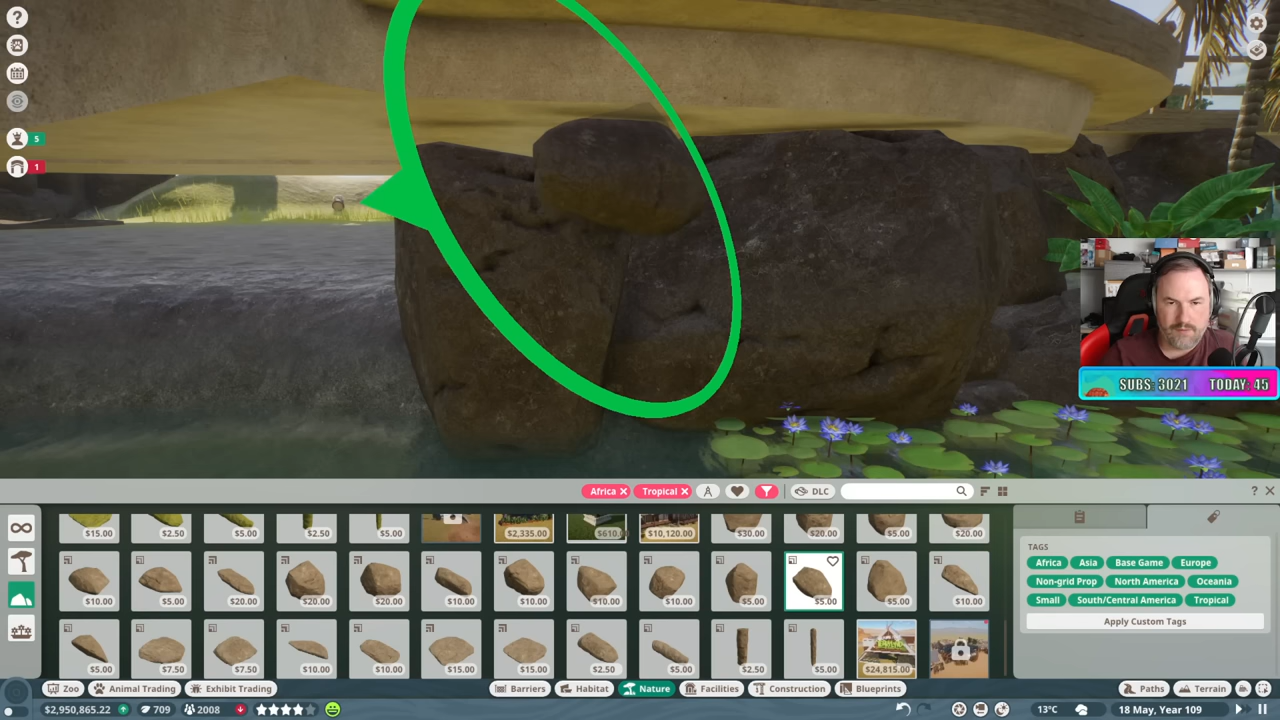 ?
5
1
SUBS: 3021 TODAY: 45
Africa × Tropical × DLC
? ×
$15.00 $2.50 $5.00 $2.50 $5.00 $2,335.00 $610.00 $10,120.00 $30.00 $20.00 $5.00 $20.00
$10.00 $5.00 $20.00 $20.00 $20.00 $10.00 $10.00 $10.00 $10.00 $5.00 $5.00 $5.00 $10.00
$5.00 $7.50 $7.50 $10.00 $10.00 $15.00 $15.00 $2.50 $5.00 $2.50 $5.00 $24,815.00
TAGS
Africa Asia Base Game Europe
Non-grid Prop North America Oceania
Small South/Central America Tropical
Apply Custom Tags
Zoo Animal Trading Exhibit Trading Barriers Habitat Nature Facilities Construction Blueprints Paths Terrain
$2,950,865.22 709 2008 13°C 18 May, Year 109